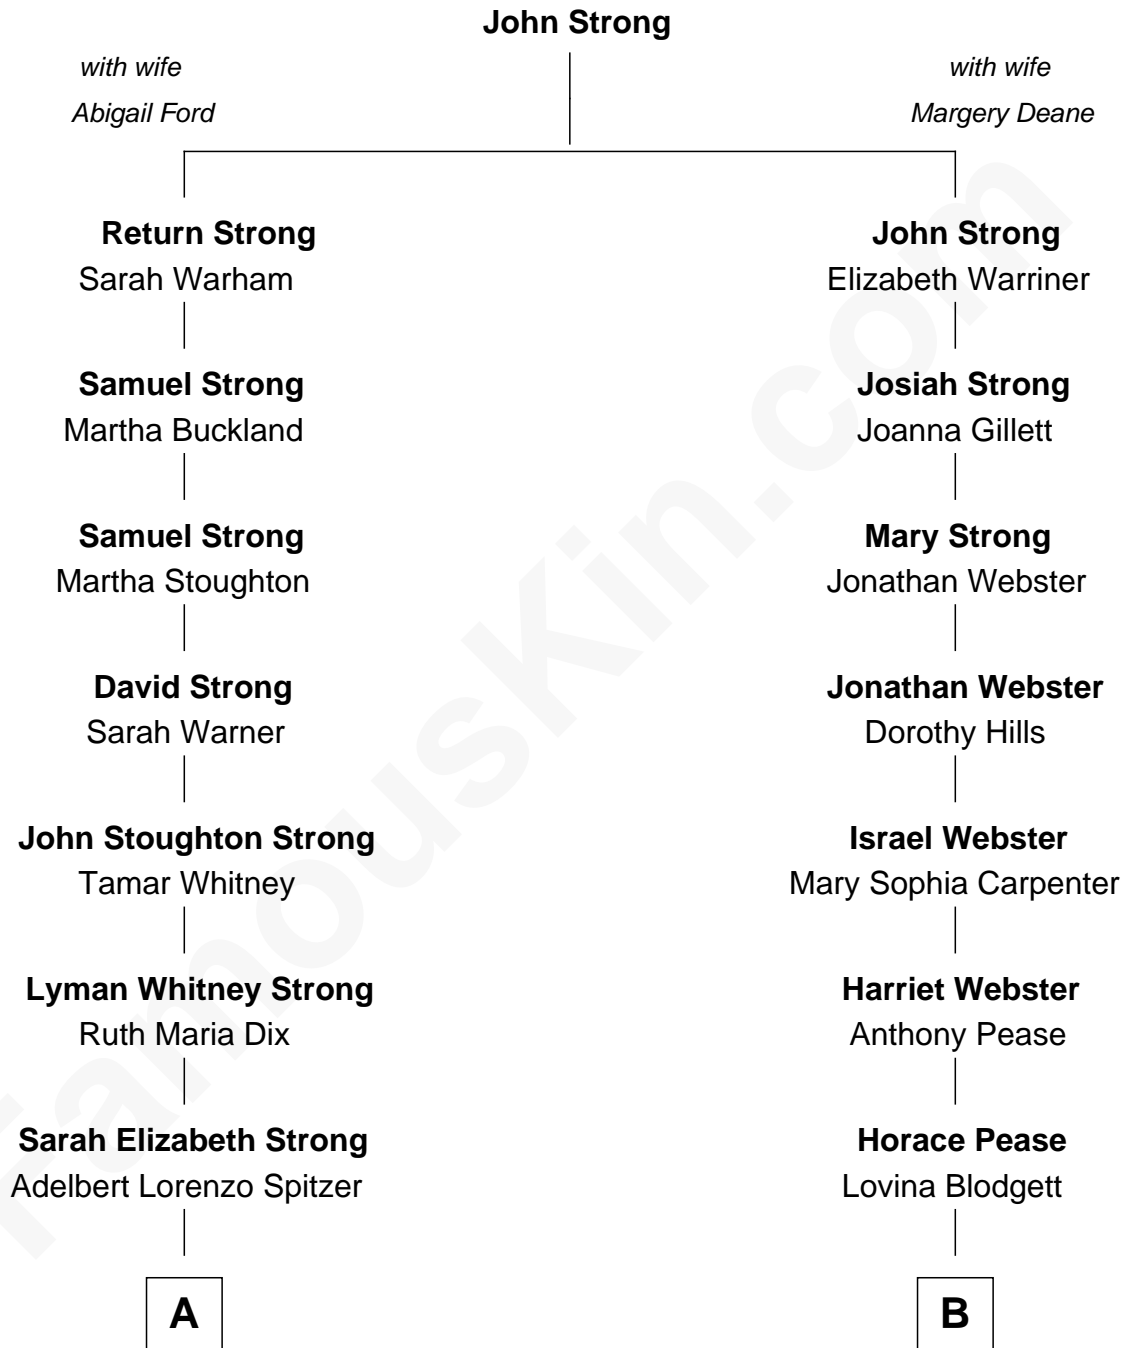 John Strong
with wife
Abigail Ford
with wife
Margery Deane
Return Strong
Sarah Warham
John Strong
Elizabeth Warriner
Samuel Strong
Martha Buckland
Josiah Strong
Joanna Gillett
Samuel Strong
Martha Stoughton
Mary Strong
Jonathan Webster
David Strong
Sarah Warner
Jonathan Webster
Dorothy Hills
John Stoughton Strong
Tamar Whitney
Israel Webster
Mary Sophia Carpenter
Lyman Whitney Strong
Ruth Maria Dix
Harriet Webster
Anthony Pease
Sarah Elizabeth Strong
Adelbert Lorenzo Spitzer
Horace Pease
Lovina Blodgett
A
B
FamousKin.com